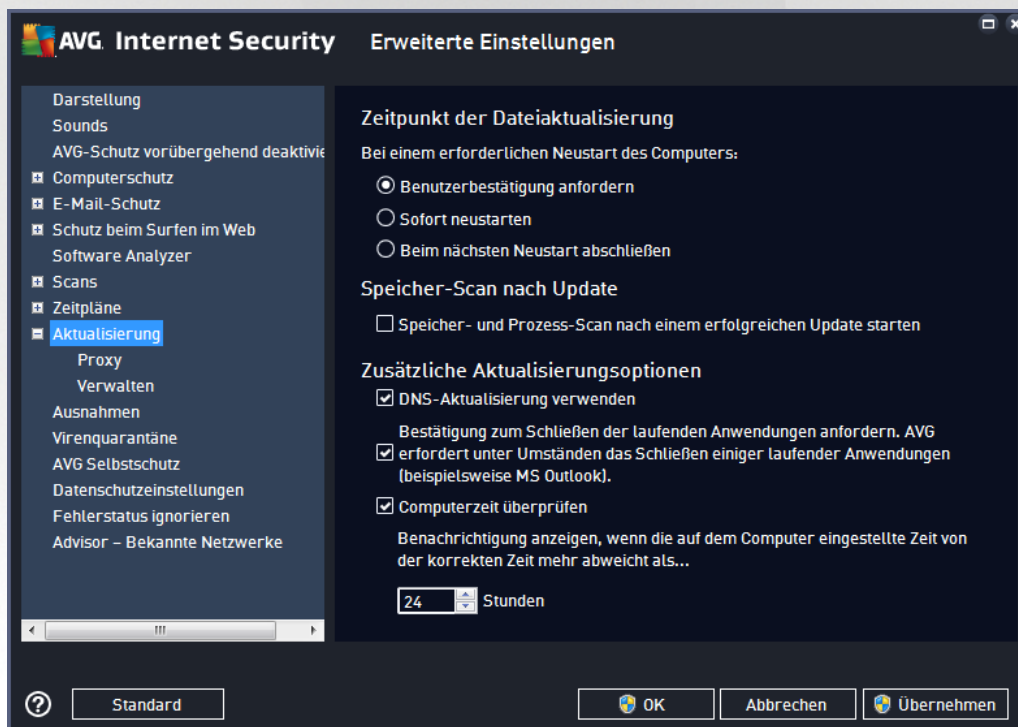 AVG. Internet Security
Erweiterte Einstellungen
Darstellung
Sounds
AVG-Schutz vorübergehend deaktivie
Computerschutz
E-Mail-Schutz
Schutz beim Surfen im Web
Software Analyzer
Scans
Zeitpläne
Aktualisierung
Proxy
Verwalten
Ausnahmen
Virenquarantäne
AVG Selbstschutz
Datenschutzeinstellungen
Fehlerstatus ignorieren
Advisor – Bekannte Netzwerke
Zeitpunkt der Dateiaktualisierung
Bei einem erforderlichen Neustart des Computers:
Benutzerbestätigung anfordern
Sofort neustarten
Beim nächsten Neustart abschließen
Speicher-Scan nach Update
Speicher- und Prozess-Scan nach einem erfolgreichen Update starten
Zusätzliche Aktualisierungsoptionen
DNS-Aktualisierung verwenden
Bestätigung zum Schließen der laufenden Anwendungen anfordern. AVG
erfordert unter Umständen das Schließen einiger laufender Anwendungen
(beispielsweise MS Outlook).
Computerzeit überprüfen
Benachrichtigung anzeigen, wenn die auf dem Computer eingestellte Zeit von
der korrekten Zeit mehr abweicht als...
24 Stunden
? Standard
OK
Abbrechen
Übernehmen